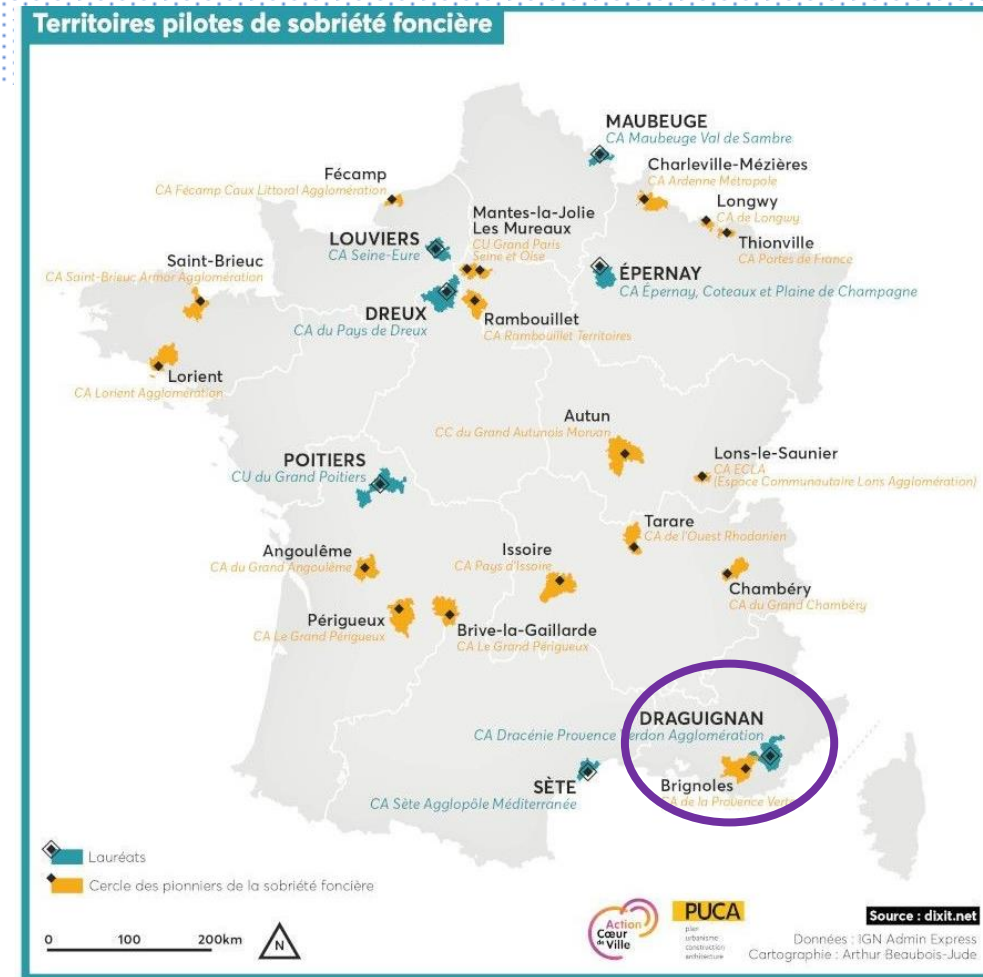 Territoires pilotes de sobriété foncière
MAUBEUGE
CA Maubeuge Val de Sambre
Charleville-Mézières
CA Ardenne Métropole
Fécamp
CA Fécamp Caux Littoral Agglomération
Longwy
CA de Longwy
Mantes-la-Jolie
Les Mureaux
CU Grand Paris
Seine et Oise
Thionville
CA Portes de France
LOUVIERS
CA Seine-Eure
Saint-Brieuc
CA Saint-Brieuc Armor Agglomération
ÉPERNAY
CA Épernay, Coteaux et Plaine de Champagne
DREUX
CA du Pays de Dreux
Rambouillet
CA Rambouillet Territoires
Lorient
CA Lorient Agglomération
Autun
CC du Grand Autunois Morvan
POITIERS
CU du Grand Poitiers
Lons-le-Saunier
CA ECLA
(Espace Communautaire Lons Agglomération)
Tarare
CA de l'Ouest Rhodanien
Angoulême
CA du Grand Angoulême
Issoire
CA Pays d'Issoire
Chambéry
CA du Grand Chambéry
Périgueux
CA Le Grand Périgueux
Brive-la-Gaillarde
CA Le Grand Périgueux
DRAGUIGNAN
CA Dracénie Provence Verdon Agglomération
SÈTE
CA Sète Agglopôle Méditerranée
Brignoles
CA de la Provence Verte
Lauréats
Cercle des pionniers de la sobriété foncière
0 100 200km
N
Action
Cœur
de Ville
PUCA
plan
urbanisme
construction
architecture
Source : dixit.net
Données : IGN Admin Express
Cartographie : Arthur Beaubois-Jude